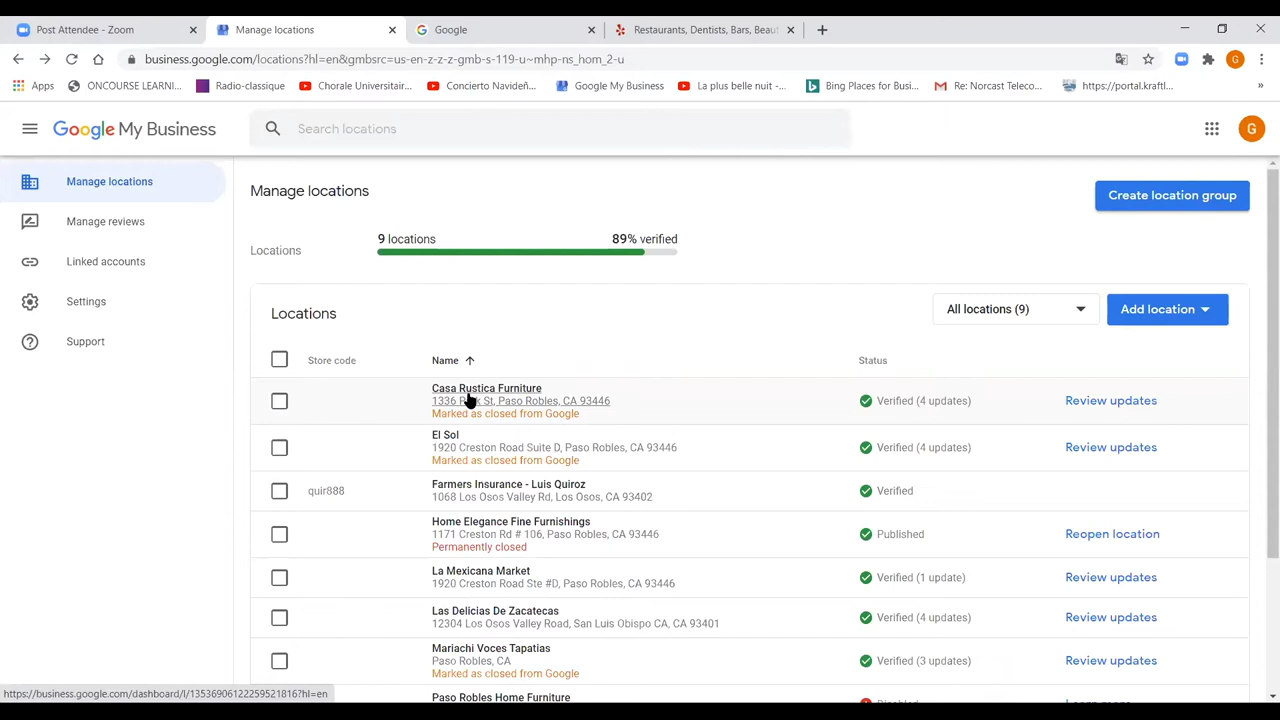 Post Attendee - Zoom
Manage locations
Google
Restaurants, Dentists, Bars, Beau
business.google.com/locations?hl=en&gmbsrc=us-en-z-z-z-gmb-s-119-u~mhp-ns_hom_2-u
Apps
ONCOURSE LEARNI...
Radio-classique
Chorale Universitair...
Concierto Navideñ...
Google My Business
La plus belle nuit -...
Bing Places for Busi...
Re: Norcast Teleco...
https://portal.kraftl...
»
Google My Business
Search locations
G
Manage locations
Manage reviews
Linked accounts
Settings
Support
Manage locations
Create location group
Locations
9 locations
89% verified
Locations
All locations (9)
Add location
Store code
Name
Status
Casa Rustica Furniture
1336 St, Paso Robles, CA 93446
Marked as closed from Google
Verified (4 updates)
Review updates
El Sol
1920 Creston Road Suite D, Paso Robles, CA 93446
Marked as closed from Google
Verified (4 updates)
Review updates
quir888
Farmers Insurance - Luis Quiroz
1068 Los Osos Valley Rd, Los Osos, CA 93402
Verified
Home Elegance Fine Furnishings
1171 Creston Rd # 106, Paso Robles, CA 93446
Permanently closed
Published
Reopen location
La Mexicana Market
1920 Creston Road Ste #D, Paso Robles, CA 93446
Verified (1 update)
Review updates
Las Delicias De Zacatecas
12304 Los Osos Valley Road, San Luis Obispo CA, CA 93401
Verified (4 updates)
Review updates
Mariachi Voces Tapatias
Paso Robles, CA
Marked as closed from Google
Verified (3 updates)
Review updates
Paso Robles Home Furniture
https://business.google.com/dashboard/l/13536906122259521816?hl=en